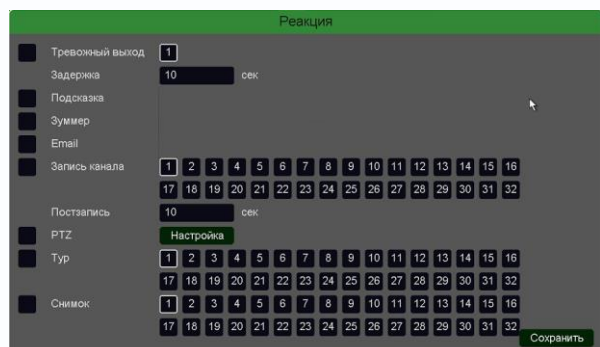 Реакция
Тревожный выход 1
Задержка 10 сек
Подсказка
Зуммер
Email
Запись канала 1 2 3 4 5 6 7 8 9 10 11 12 13 14 15 16
17 18 19 20 21 22 23 24 25 26 27 28 29 30 31 32
Постзапись 10 сек
PTZ Настройка
Тур 1 2 3 4 5 6 7 8 9 10 11 12 13 14 15 16
17 18 19 20 21 22 23 24 25 26 27 28 29 30 31 32
Снимок 1 2 3 4 5 6 7 8 9 10 11 12 13 14 15 16
17 18 19 20 21 22 23 24 25 26 27 28 29 30 31 32
Сохранить